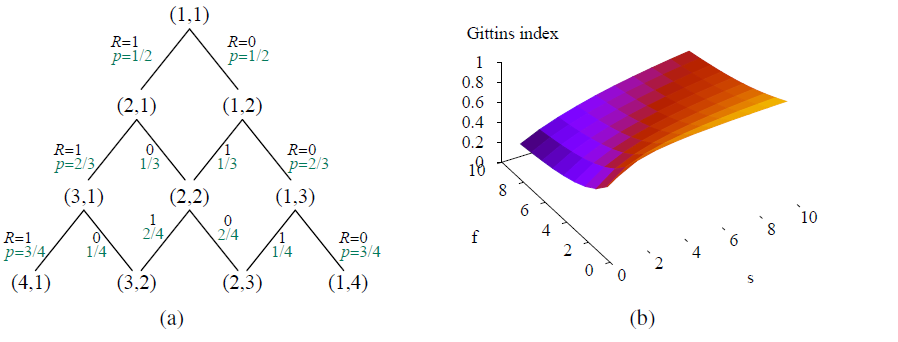 (1,1)
R=1 R=0
p=1/2 p=1/2
(2,1) (1,2)
R=1 0 1 R=0
p=2/3 1/3 1/3 p=2/3
(3,1) (2,2) (1,3)
R=1 0 1 0 1 R=0
p=3/4 1/4 2/4 2/4 1/4 p=3/4
(4,1) (3,2) (2,3) (1,4)
(a)
Gittins index
1
0.8
0.6
0.4
0.2
0
10
8
6
4
2
0
f
0
2
4
6
8
10
s
(b)